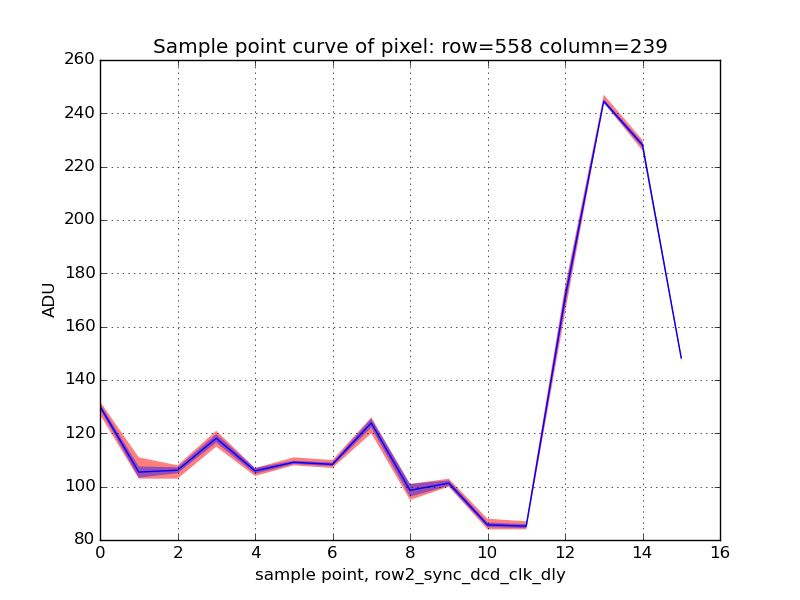 Sample point curve of pixel: row=558 column=239
260
240
220
200
180
160
140
120
100
80
ADU
0 2 4 6 8 10 12 14 16
sample point, row2_sync_dcd_clk_dly